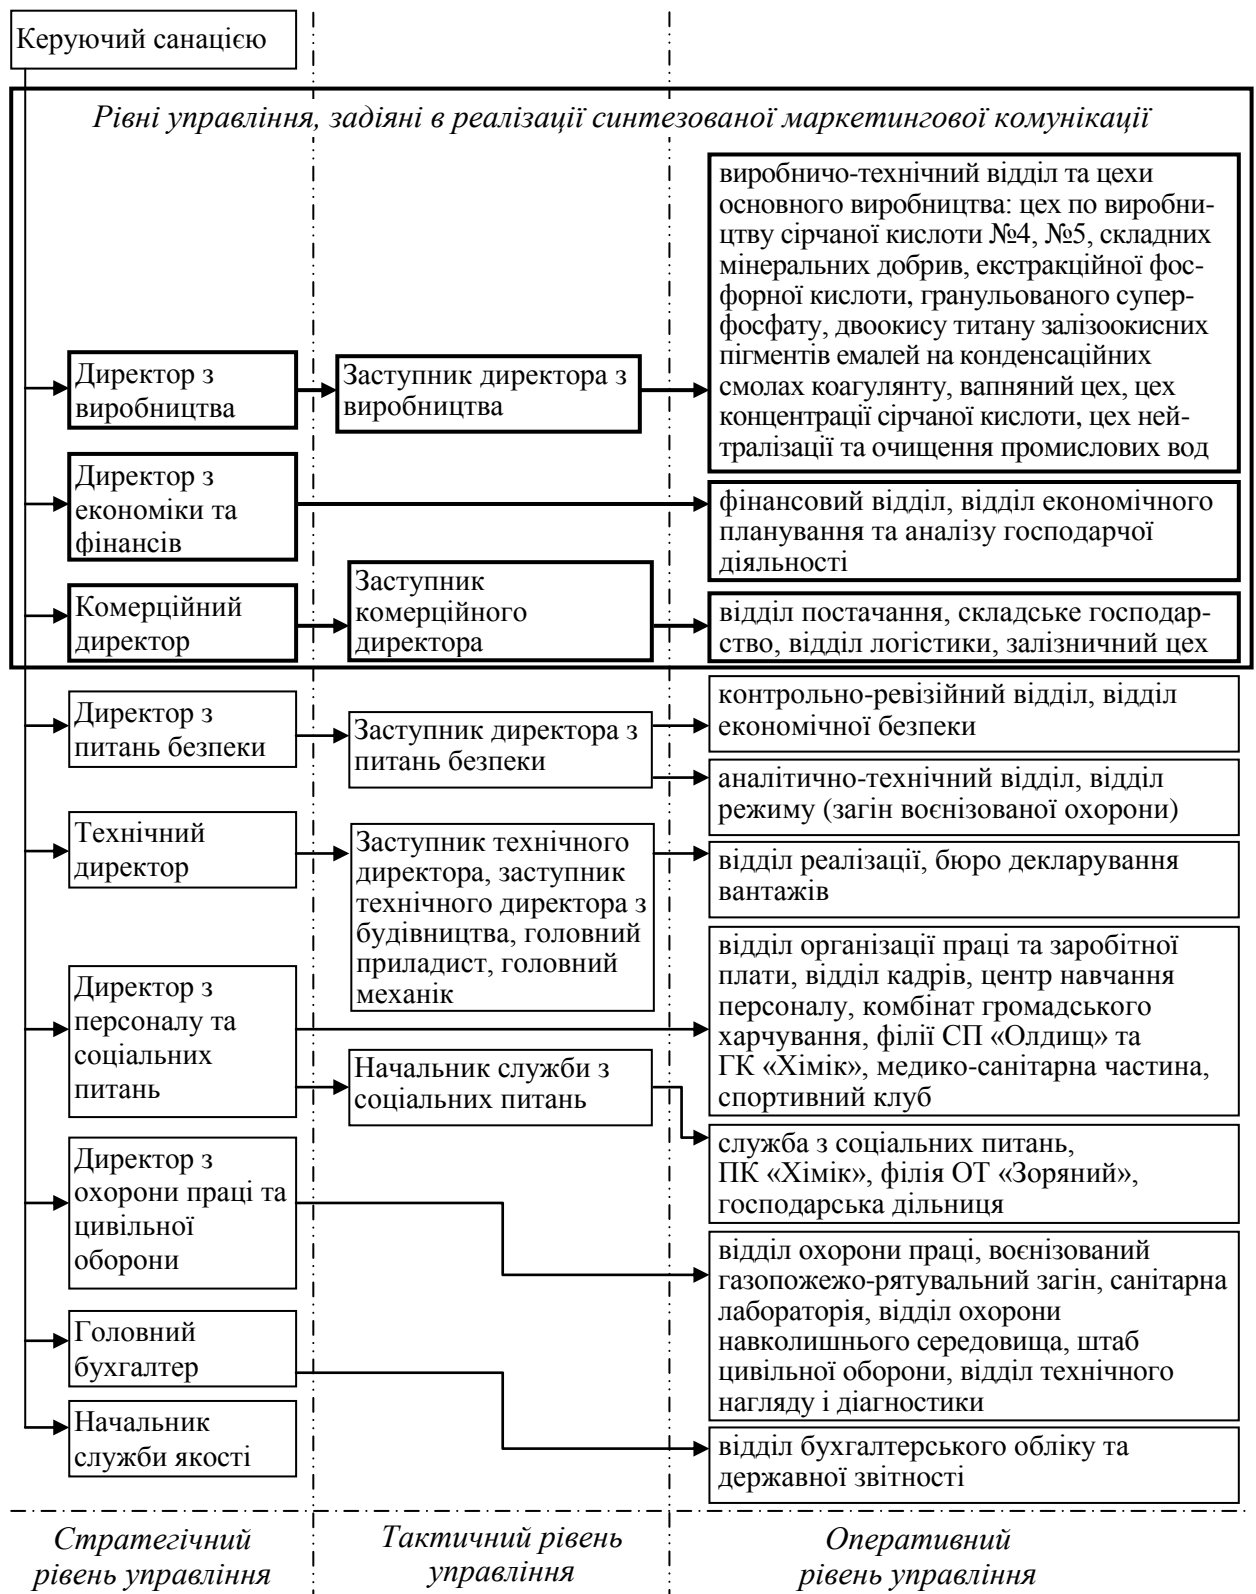 Керуючий санацією
Рівні управління, задіяні в реалізації синтезованої маркетингової комунікації
Директор з
виробництва
Заступник директора з
виробництва
виробничо-технічний відділ та цехи
основного виробництва: цех по виробни-
цтву сірчаної кислоти №4, №5, складних
мінеральних добрив, екстракційної фос-
форної кислоти, гранульованого супер-
фосфату, двоокису титану залізоокисних
пігментів емалей на конденсаційних
смолах коагулянту, вапняний цех, цех
концентрації сірчаної кислоти, цех ней-
тралізації та очищення промислових вод
Директор з
економіки та
фінансів
фінансовий відділ, відділ економічного
планування та аналізу господарчої
діяльності
Комерційний
директор
Заступник
комерційного
директора
відділ постачання, складське господар-
ство, відділ логістики, залізничний цех
Директор з
питань безпеки
Заступник директора з
питань безпеки
контрольно-ревізійний відділ, відділ
економічної безпеки
аналітично-технічний відділ, відділ
режиму (загін воєнізованої охорони)
Технічний
директор
Заступник технічного
директора, заступник
технічного директора з
будівництва, головний
приладист, головний
механік
відділ реалізації, бюро декларування
вантажів
Директор з
персоналу та
соціальних
питань
відділ організації праці та заробітної
плати, відділ кадрів, центр навчання
персоналу, комбінат громадського
харчування, філії СП «Олдищ» та
ГК «Хімік», медико-санітарна частина,
спортивний клуб
Начальник служби з
соціальних питань
служба з соціальних питань,
ПК «Хімік», філія ОТ «Зоряний»,
господарська дільниця
Директор з
охорони праці та
цивільної
оборони
відділ охорони праці, воєнізований
газопожежо-рятувальний загін, санітарна
лабораторія, відділ охорони
навколишнього середовища, штаб
цивільної оборони, відділ технічного
нагляду і діагностики
Головний
бухгалтер
Начальник
служби якості
відділ бухгалтерського обліку та
державної звітності
Стратегічний
рівень управління
Тактичний рівень
управління
Оперативний
рівень управління